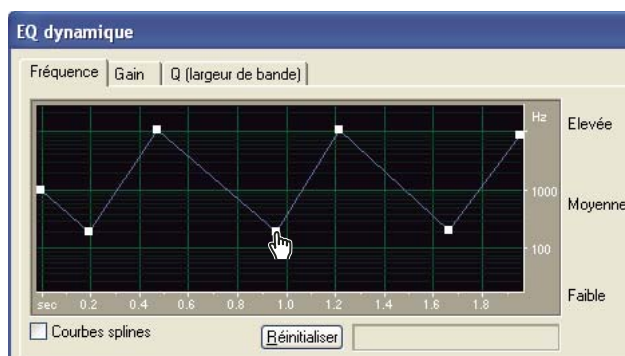 EQ dynamique
Fréquence Gain Q (largeur de bande)
Hz
Elevée
1000
Moyenne
100
Faible
sec 0.2 0.4 0.6 0.8 1.0 1.2 1.4 1.6 1.8
Courbes splines
Réinitialiser